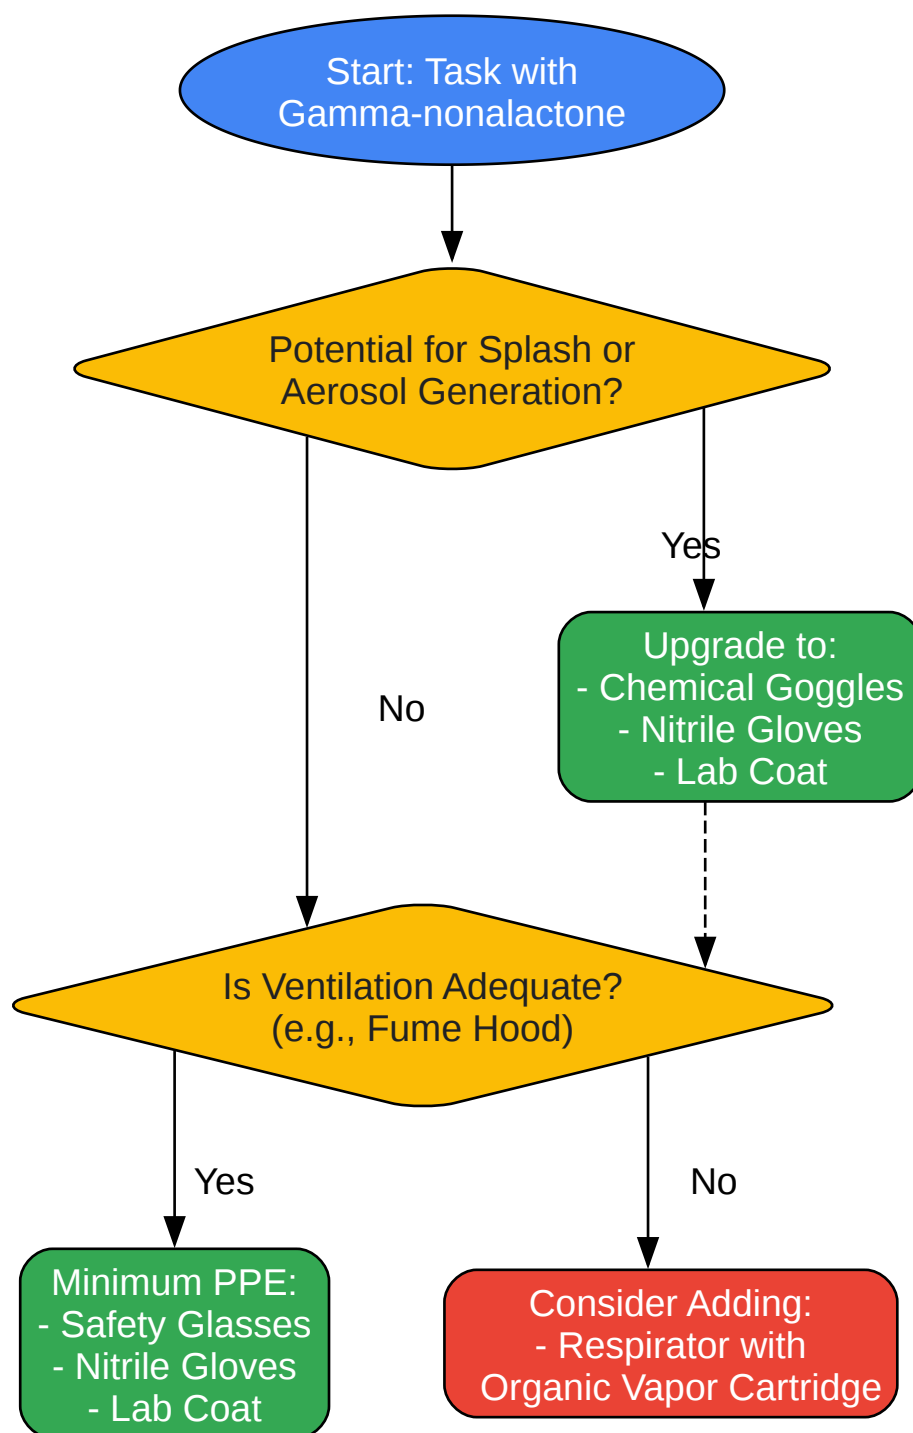 Start: Task with
Gamma-nonalactone
Potential for Splash or
Aerosol Generation?
Yes
Upgrade to:
- Chemical Goggles
- Nitrile Gloves
- Lab Coat
No
Is Ventilation Adequate?
(e.g., Fume Hood)
Yes
No
Minimum PPE:
- Safety Glasses
- Nitrile Gloves
- Lab Coat
Consider Adding:
- Respirator with
Organic Vapor Cartridge